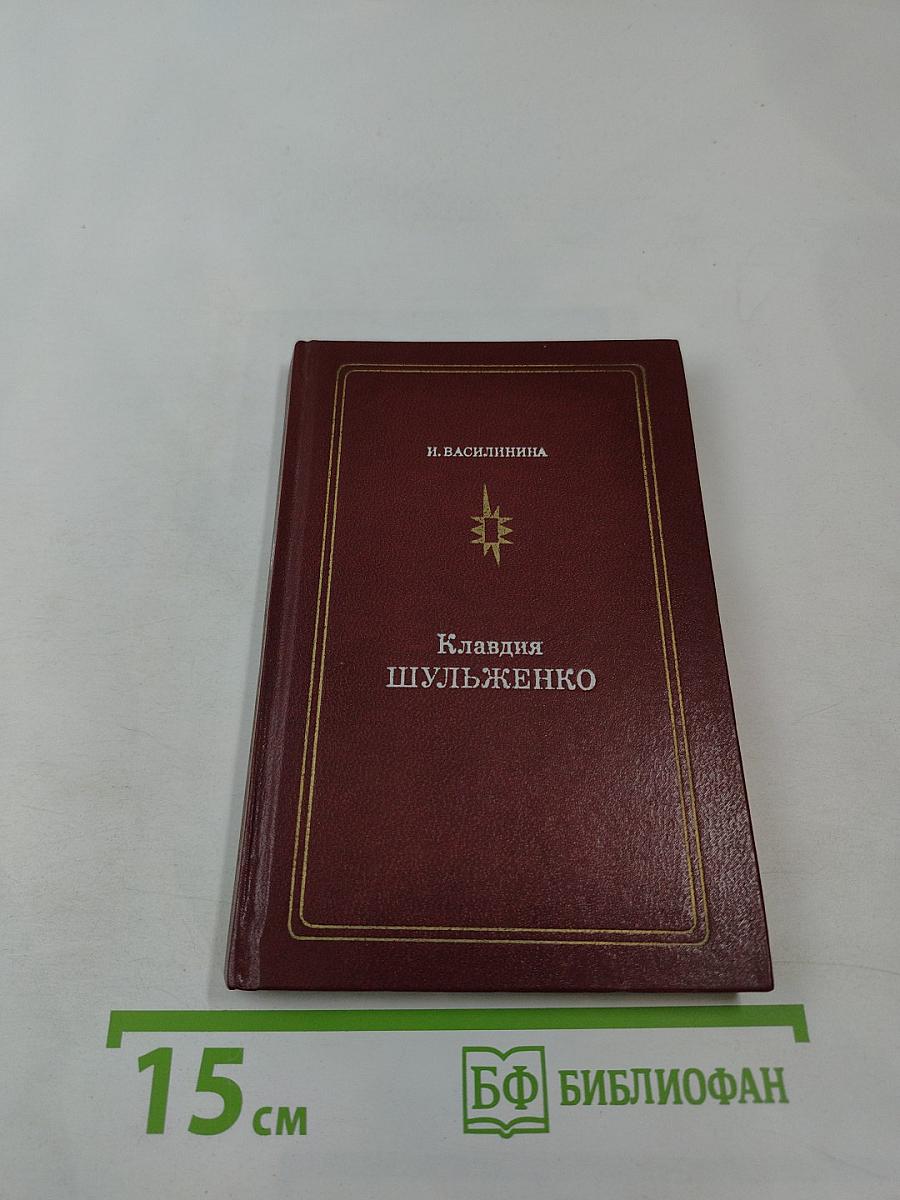 И. ВАСИЛИНИНА
Клавдия
ШУЛЬЖЕНКО
15 см
БФ БИБЛИОФАН